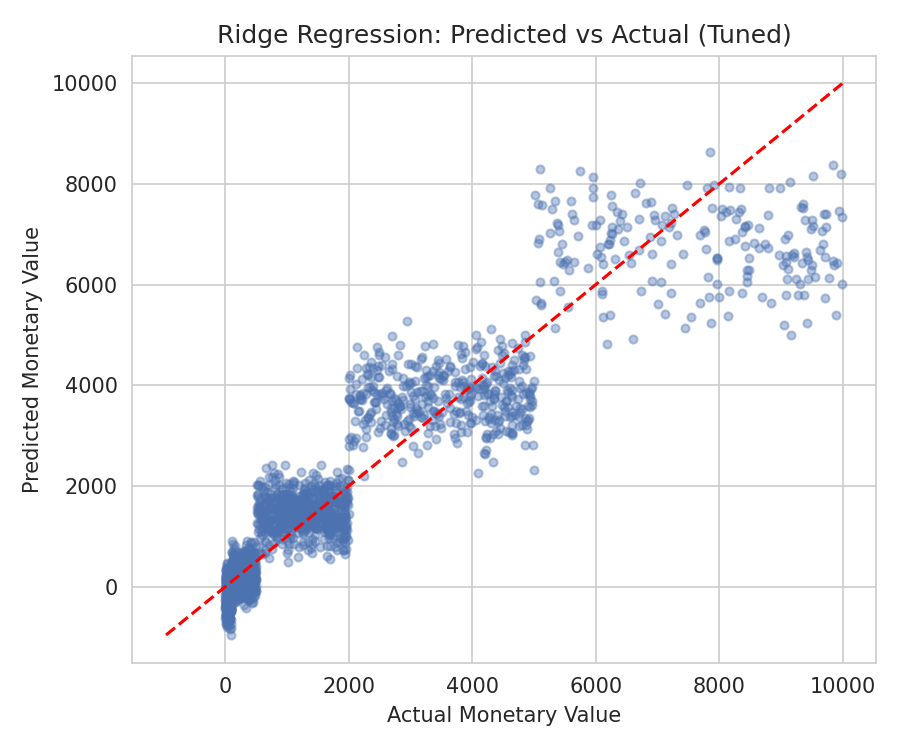 Ridge Regression: Predicted vs Actual (Tuned)
10000
8000
6000
4000
2000
0
Predicted Monetary Value
0 2000 4000 6000 8000 10000
Actual Monetary Value